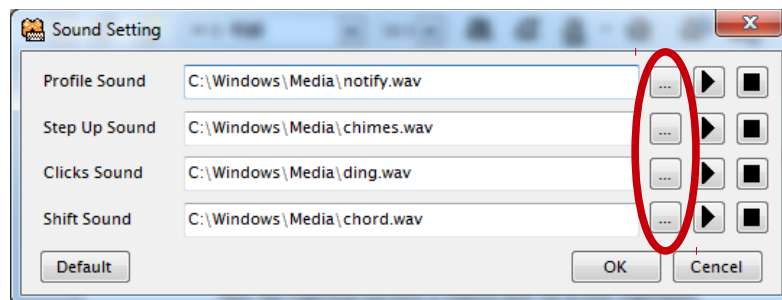 Sound Setting
Profile Sound C:\Windows\Media\notify.wav ...
Step Up Sound C:\Windows\Media\chimes.wav ...
Clicks Sound C:\Windows\Media\ding.wav ...
Shift Sound C:\Windows\Media\chord.wav ...
Default OK Cencel